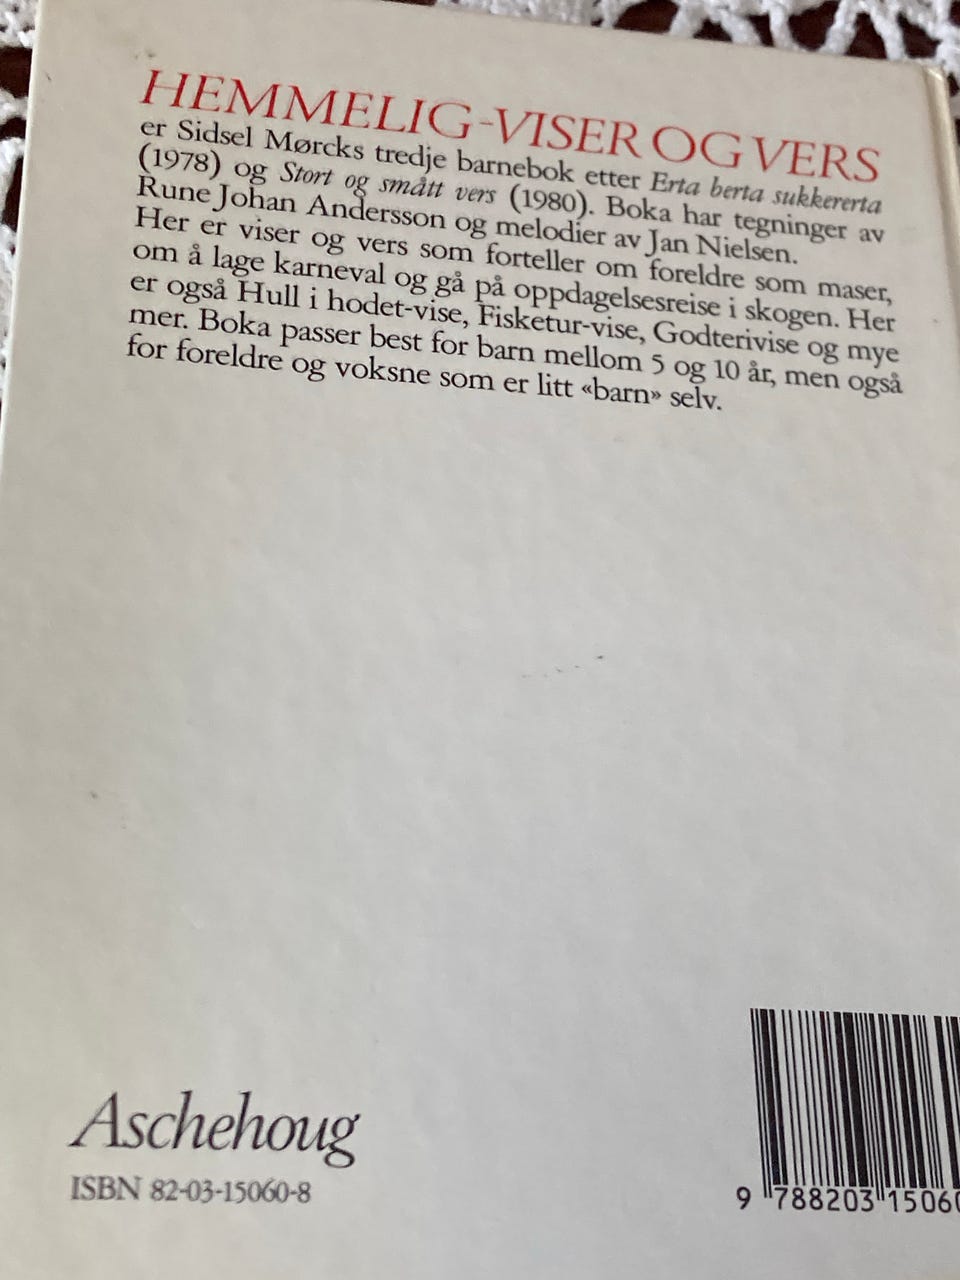 HEMMELIG-VISER OG VERS
er Sidsel Mørcks tredje barnebok etter Erta berta sukkererta
(1978) og Stort og smått vers (1980). Boka har tegninger av
Rune Johan Andersson og melodier av Jan Nielsen.
Her er viser og vers som forteller om foreldre som maser,
om å lage karneval og gå på oppdagelsesreise i skogen. Her
er også Hull i hodet-vise, Fisketur-vise, Godterivise og mye
mer. Boka passer best for barn mellom 5 og 10 år, men også
for foreldre og voksne som er litt «barn» selv.
Aschehoug
ISBN 82-03-15060-8
9 788203 15060